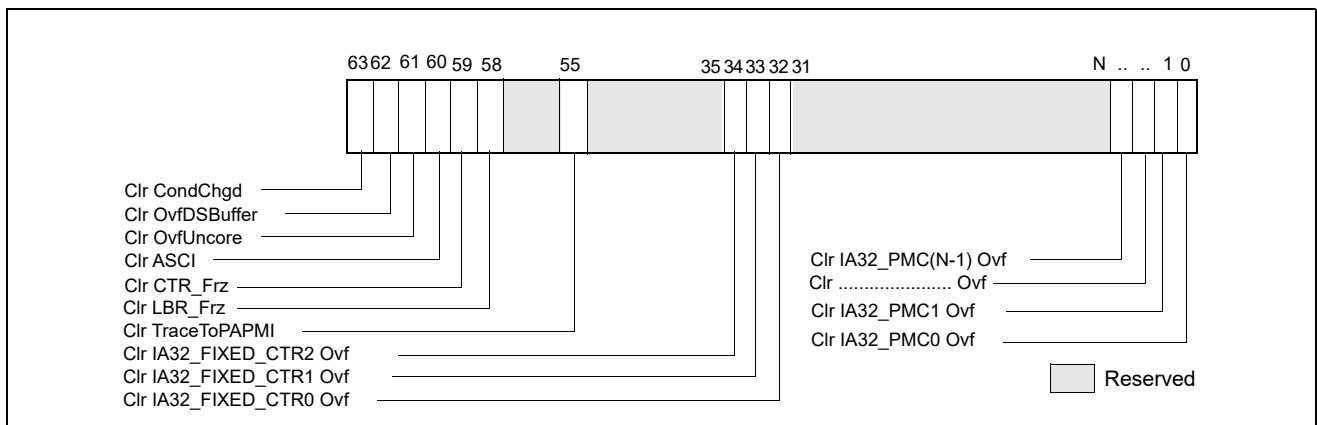 6362 61 60 59 58 55 35 34 33 32 31 N .. .. 1 0
Clr CondChgd
Clr OvfDSBuffer
Clr OvfUncore
Clr ASCI
Clr CTR_Frz
Clr LBR_Frz
Clr TraceToPAPMI
Clr IA32_FIXED_CTR2 Ovf
Clr IA32_FIXED_CTR1 Ovf
Clr IA32_FIXED_CTR0 Ovf
Clr IA32_PMC(N-1) Ovf
Clr ...................... Ovf
Clr IA32_PMC1 Ovf
Clr IA32_PMC0 Ovf
Reserved